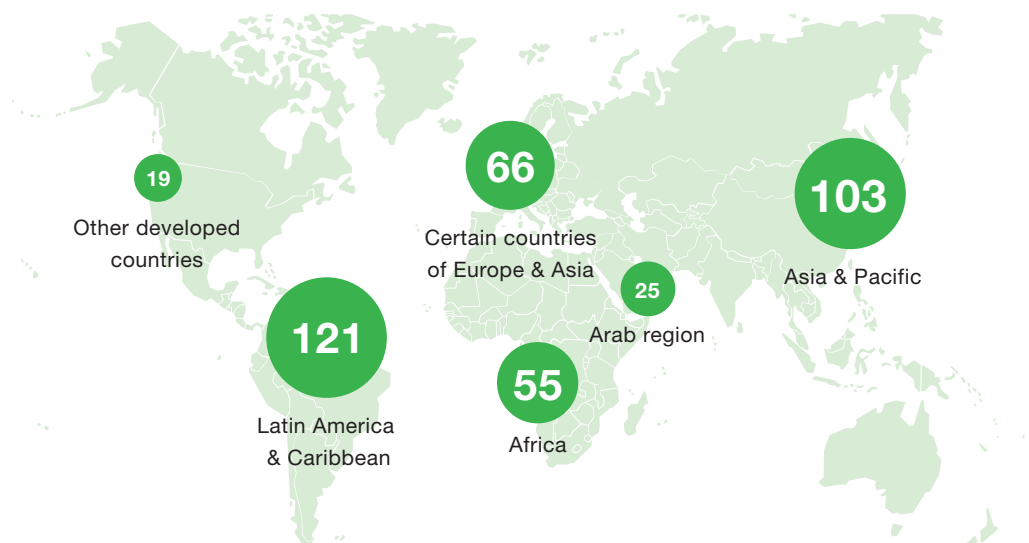 19
Other developed
countries
66
Certain countries
of Europe & Asia
103
Asia & Pacific
25
Arab region
121
Latin America
& Caribbean
55
Africa